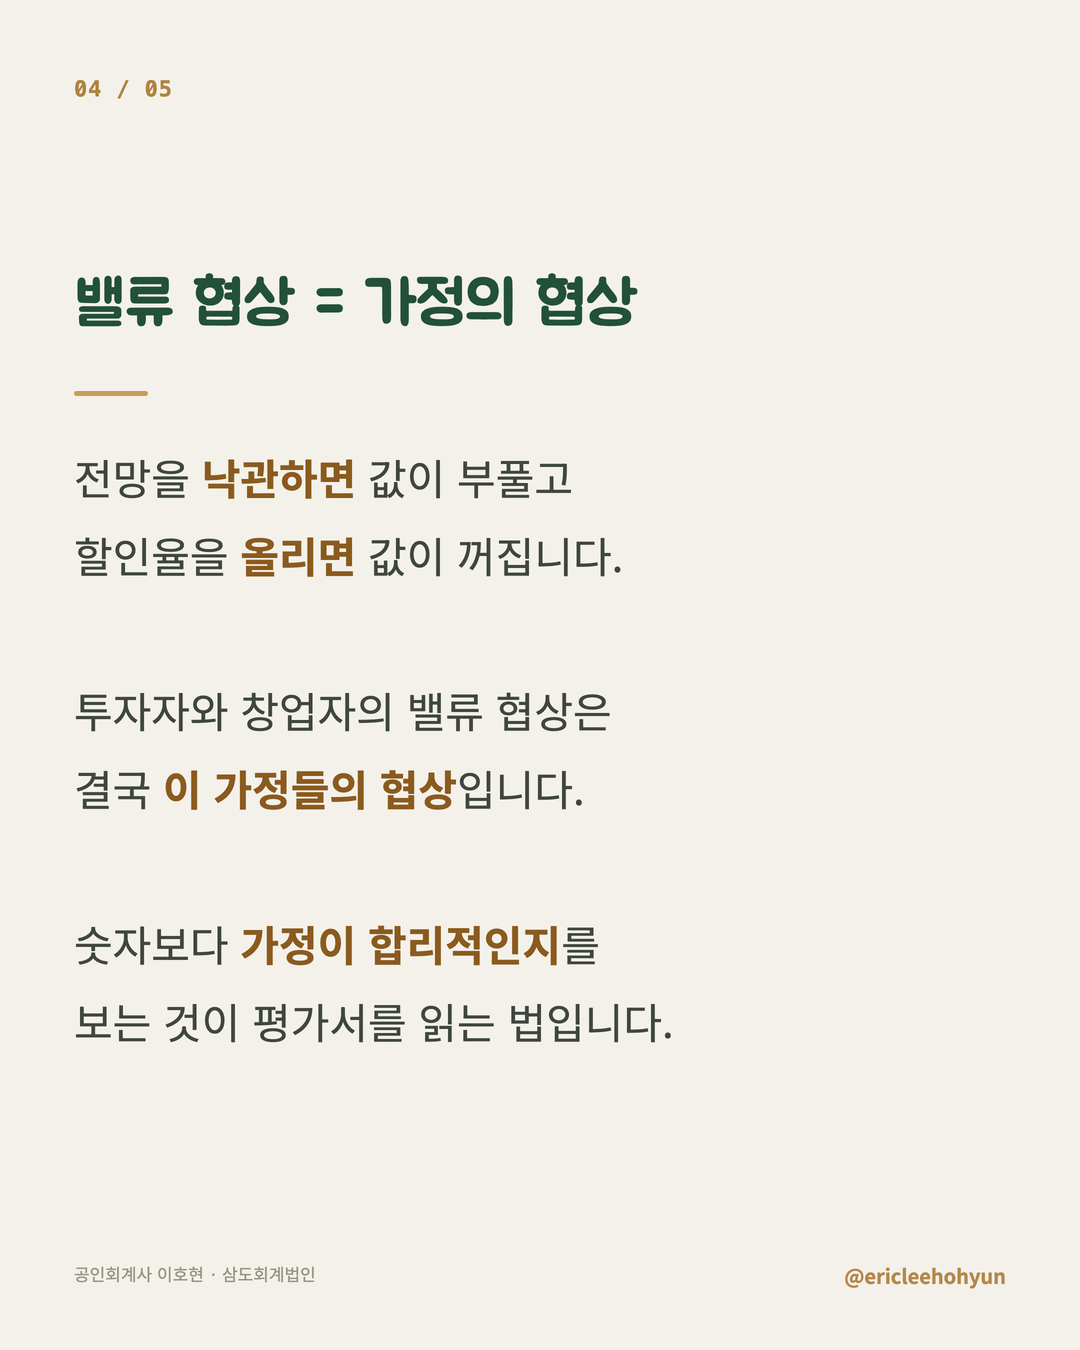 04 / 05
밸류 협상 = 가정의 협상
전망을 낙관하면 값이 부풀고
할인율을 올리면 값이 꺼집니다.
투자자와 창업자의 밸류 협상은
결국 이 가정들의 협상입니다.
숫자보다 가정이 합리적인지를
보는 것이 평가서를 읽는 법입니다.
공인회계사 이호현 · 삼도회계법인
@ericleehohyun